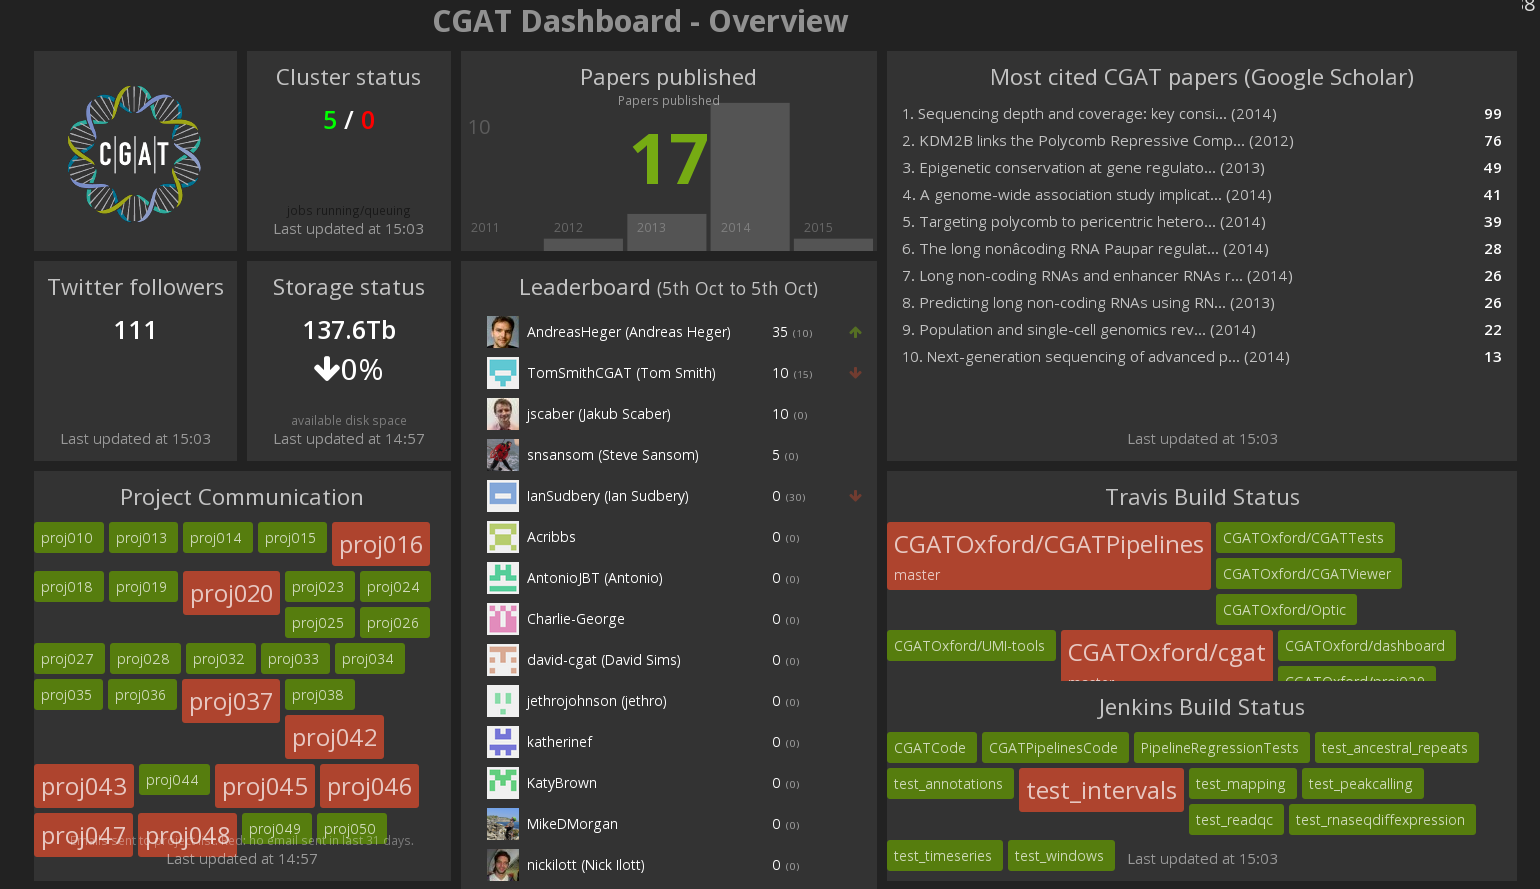 CGAT Dashboard - Overview
C|G|A|T
Cluster status
5 / 0
jobs running/queuing
Last updated at 15:03
Papers published
Papers published
10
17
2011 2012 2013 2014 2015
Most cited CGAT papers (Google Scholar)
1. Sequencing depth and coverage: key consi... (2014) 99
2. KDM2B links the Polycomb Repressive Comp... (2012) 76
3. Epigenetic conservation at gene regulato... (2013) 49
4. A genome-wide association study implicat... (2014) 41
5. Targeting polycomb to pericentric hetero... (2014) 39
6. The long nonâcoding RNA Paupar regulat... (2014) 28
7. Long non-coding RNAs and enhancer RNAs r... (2014) 26
8. Predicting long non-coding RNAs using RN... (2013) 26
9. Population and single-cell genomics rev... (2014) 22
10. Next-generation sequencing of advanced p... (2014) 13
Last updated at 15:03
Twitter followers
111
Last updated at 15:03
Storage status
137.6Tb
0%
available disk space
Last updated at 14:57
Leaderboard (5th Oct to 5th Oct)
AndreasHeger (Andreas Heger) 35 (10)
TomSmithCGAT (Tom Smith) 10 (15)
jscaber (Jakub Scaber) 10 (0)
snsansom (Steve Sansom) 5 (0)
IanSudbery (Ian Sudbery) 0 (30)
Acribbs 0 (0)
AntonioJBT (Antonio) 0 (0)
Charlie-George 0 (0)
david-cgat (David Sims) 0 (0)
jethrojohnson (jethro) 0 (0)
katherinef 0 (0)
KatyBrown 0 (0)
MikeDMorgan 0 (0)
nickilott (Nick Ilott) 0 (0)
Project Communication
proj010 proj013 proj014 proj015 proj016
proj018 proj019 proj020 proj023 proj024
proj025 proj026
proj027 proj028 proj032 proj033 proj034
proj035 proj036 proj037 proj038
proj042
proj043 proj044 proj045 proj046
proj047 proj048 proj049 proj050
sent to project list. Red: no email sent in last 31 days.
Last updated at 14:57
Travis Build Status
CGATOxford/CGATPipelines CGATOxford/CGATTests
master
CGATOxford/CGATViewer
CGATOxford/Optic
CGATOxford/UMI-tools CGATOxford/cgat CGATOxford/dashboard
master CGATOxford/proj029
Jenkins Build Status
CGATCode CGATPipelinesCode PipelineRegressionTests test_ancestral_repeats
test_annotations test_intervals test_mapping test_peakcalling
test_readqc test_rnaseqdiffexpression
test_timeseries test_windows
Last updated at 15:03